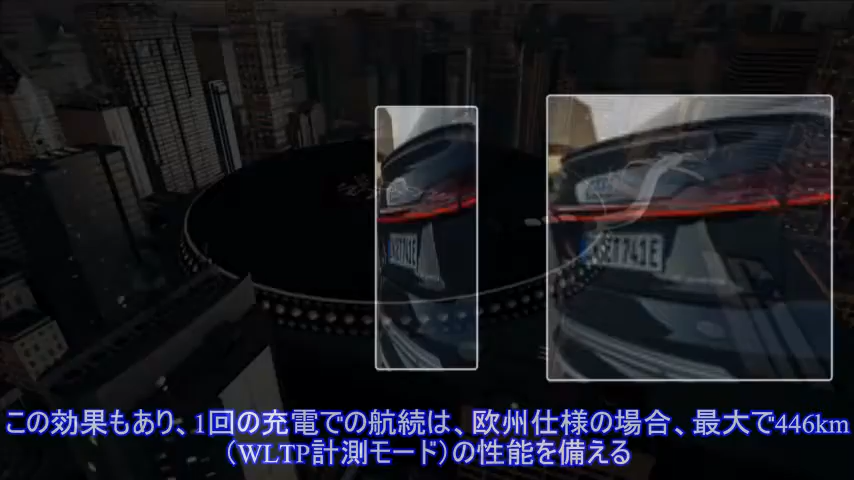 この効果もあり、1回の充電での航続は、欧州仕様の場合、最大で446km
（WLTP計測モード）の性能を備える